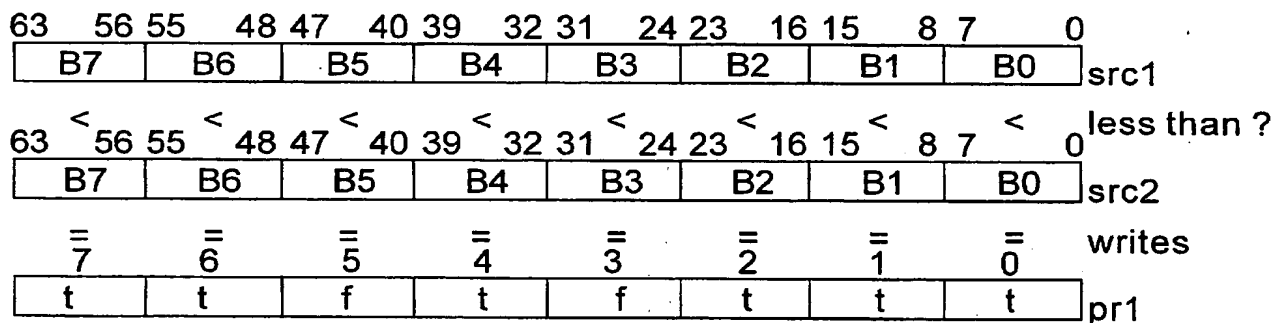 63 56 55 48 47 40 39 32 31 24 23 16 15 8 7 0
B7 B6 B5 B4 B3 B2 B1 B0 src1
< < < < < < < < less than ?
63 56 55 48 47 40 39 32 31 24 23 16 15 8 7 0
B7 B6 B5 B4 B3 B2 B1 B0 src2
= = = = = = = = writes
7 6 5 4 3 2 1 0
t t f t f t t t pr1